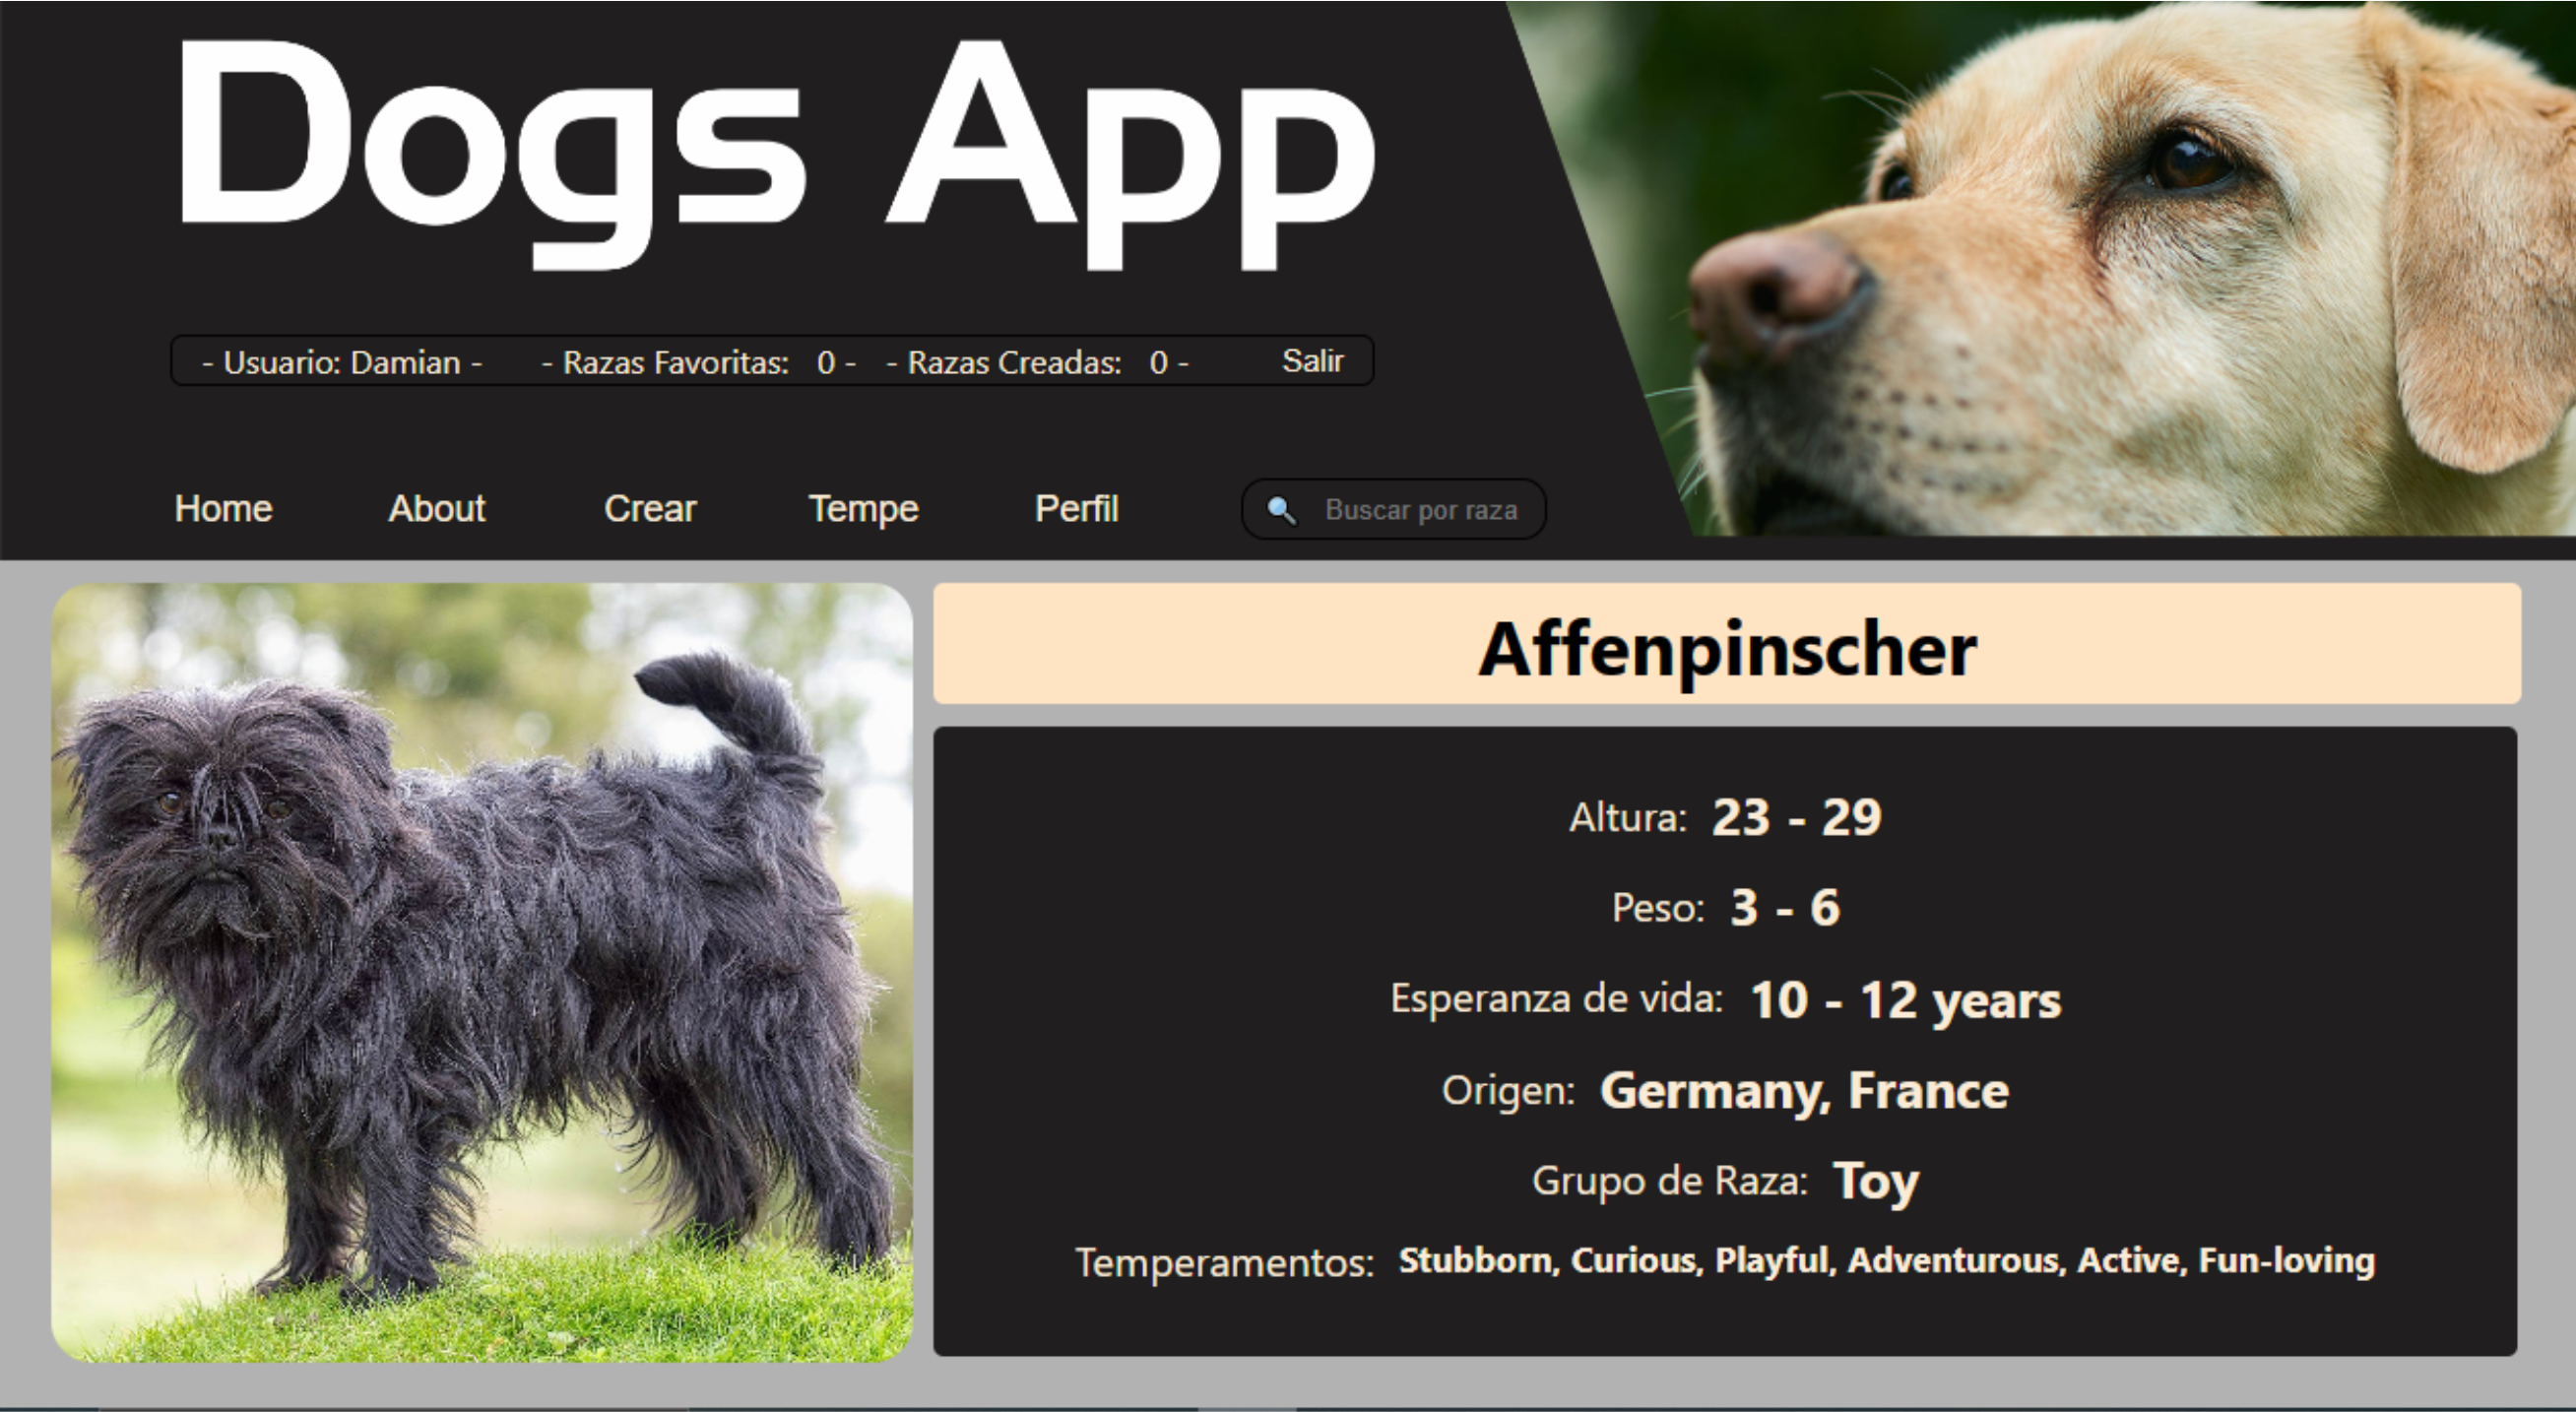 Dogs App
- Usuario: Damian - - Razas Favoritas: 0 - - Razas Creadas: 0 - Salir
Home About Crear Tempe Perfil Buscar por raza
Affenpinscher
Altura: 23 - 29
Peso: 3 - 6
Esperanza de vida: 10 - 12 years
Origen: Germany, France
Grupo de Raza: Toy
Temperamentos: Stubborn, Curious, Playful, Adventurous, Active, Fun-loving